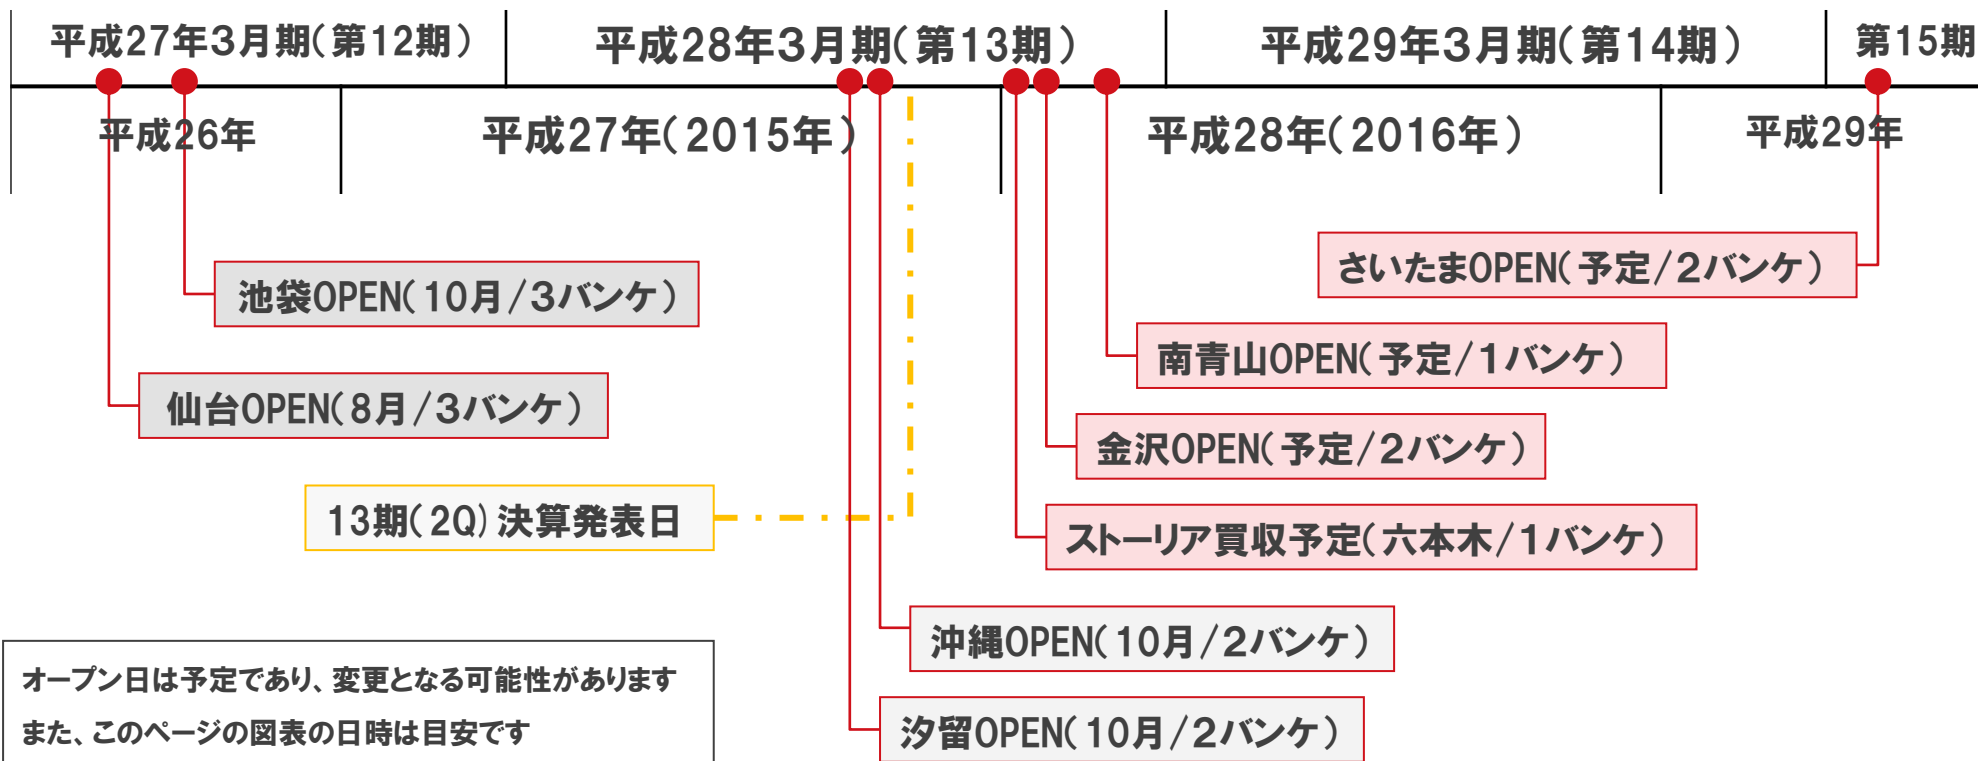 平成27年3月期(第12期)
平成28年3月期(第13期)
平成29年3月期(第14期)
第15期
平成26年
平成27年(2015年)
平成28年(2016年)
平成29年
さいたまOPEN(予定/2バンケ)
池袋OPEN(10月/3バンケ)
南青山OPEN(予定/1バンケ)
仙台OPEN(8月/3バンケ)
金沢OPEN(予定/2バンケ)
13期(2Q)決算発表日
ストーリア買収予定(六本木/1バンケ)
沖縄OPEN(10月/2バンケ)
汐留OPEN(10月/2バンケ)
オープン日は予定であり、変更となる可能性があります
また、このページの図表の日時は目安です